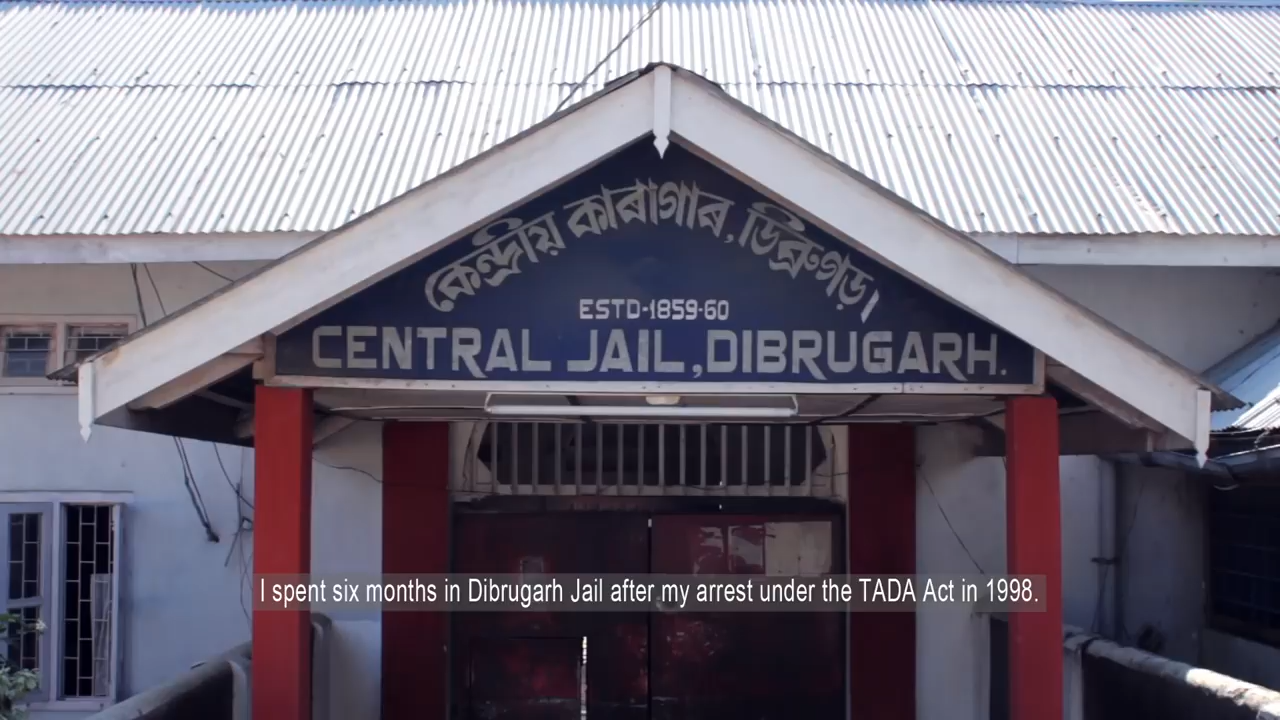 কেন্দ্ৰীয় কাৰাগাৰ, ডিব্ৰুগড়।
ESTD-1859-60
CENTRAL JAIL, DIBRUGARH.
I spent six months in Dibrugarh Jail after my arrest under the TADA Act in 1998.